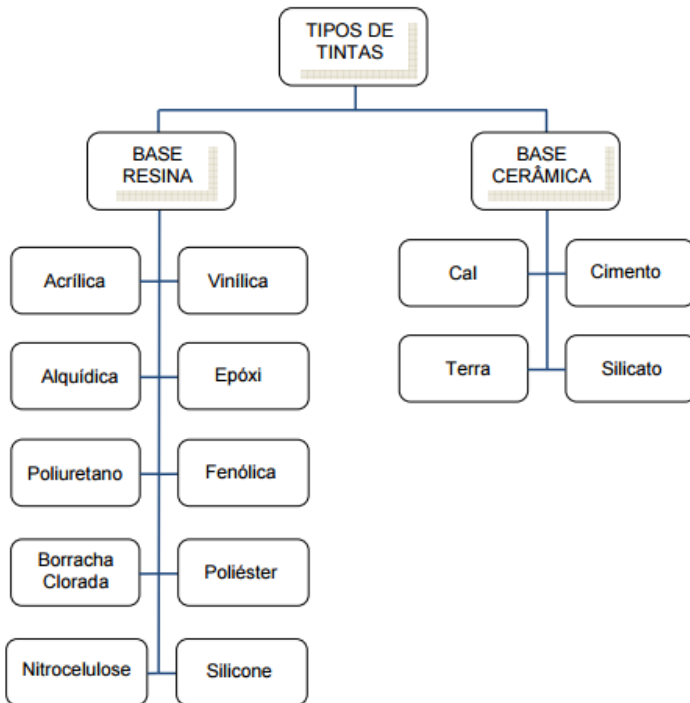 TIPOS DE
TINTAS
BASE
RESINA
BASE
CERÂMICA
Acrílica
Vinílica
Cal
Cimento
Alquídica
Epóxi
Terra
Silicato
Poliuretano
Fenólica
Borracha
Clorada
Poliéster
Nitrocelulose
Silicone